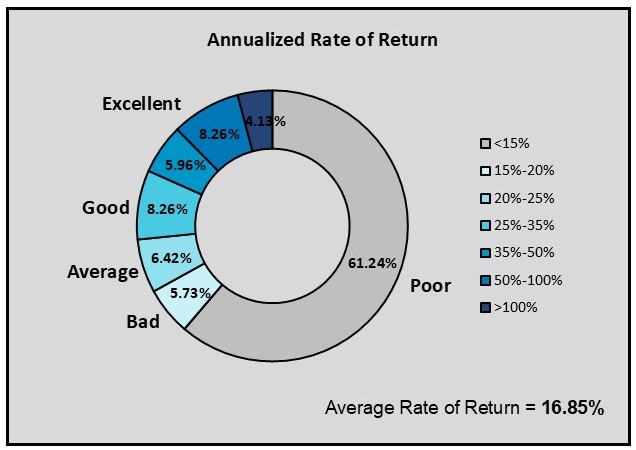 Annualized Rate of Return
Excellent
4.13%
8.26%
5.96%
Good
8.26%
Average
6.42%
Bad
5.73%
61.24%
Poor
<15%
15%-20%
20%-25%
25%-35%
35%-50%
50%-100%
>100%
Average Rate of Return = 16.85%